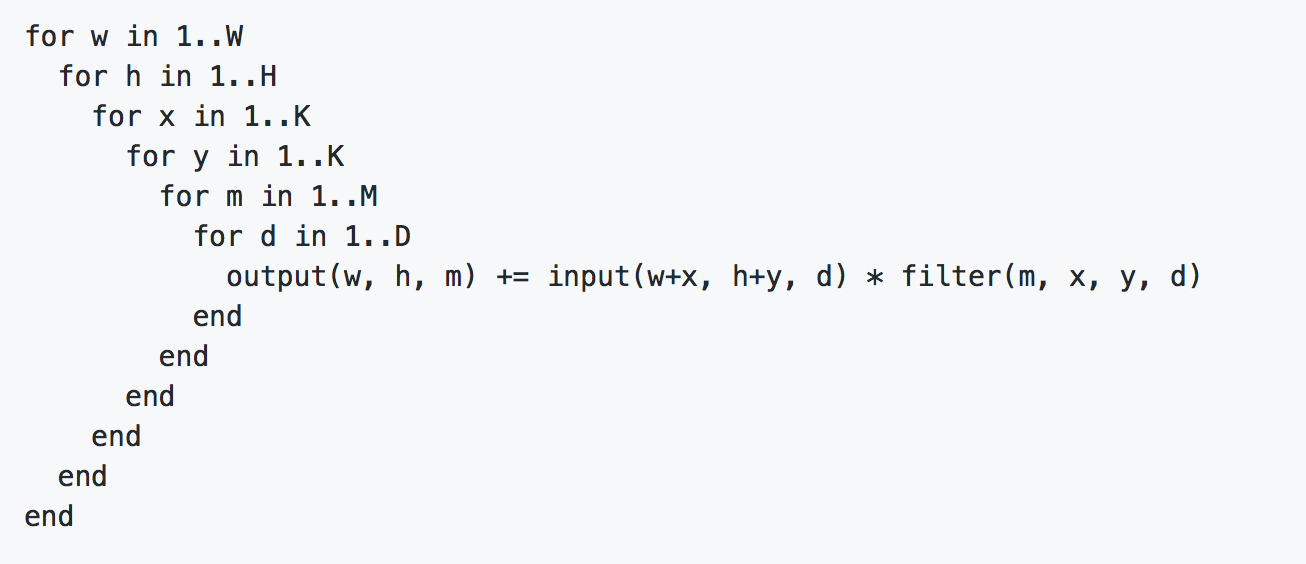 for w in 1..W
  for h in 1..H
    for x in 1..K
      for y in 1..K
        for m in 1..M
          for d in 1..D
            output(w, h, m) += input(w+x, h+y, d) * filter(m, x, y, d)
          end
        end
      end
    end
  end
end